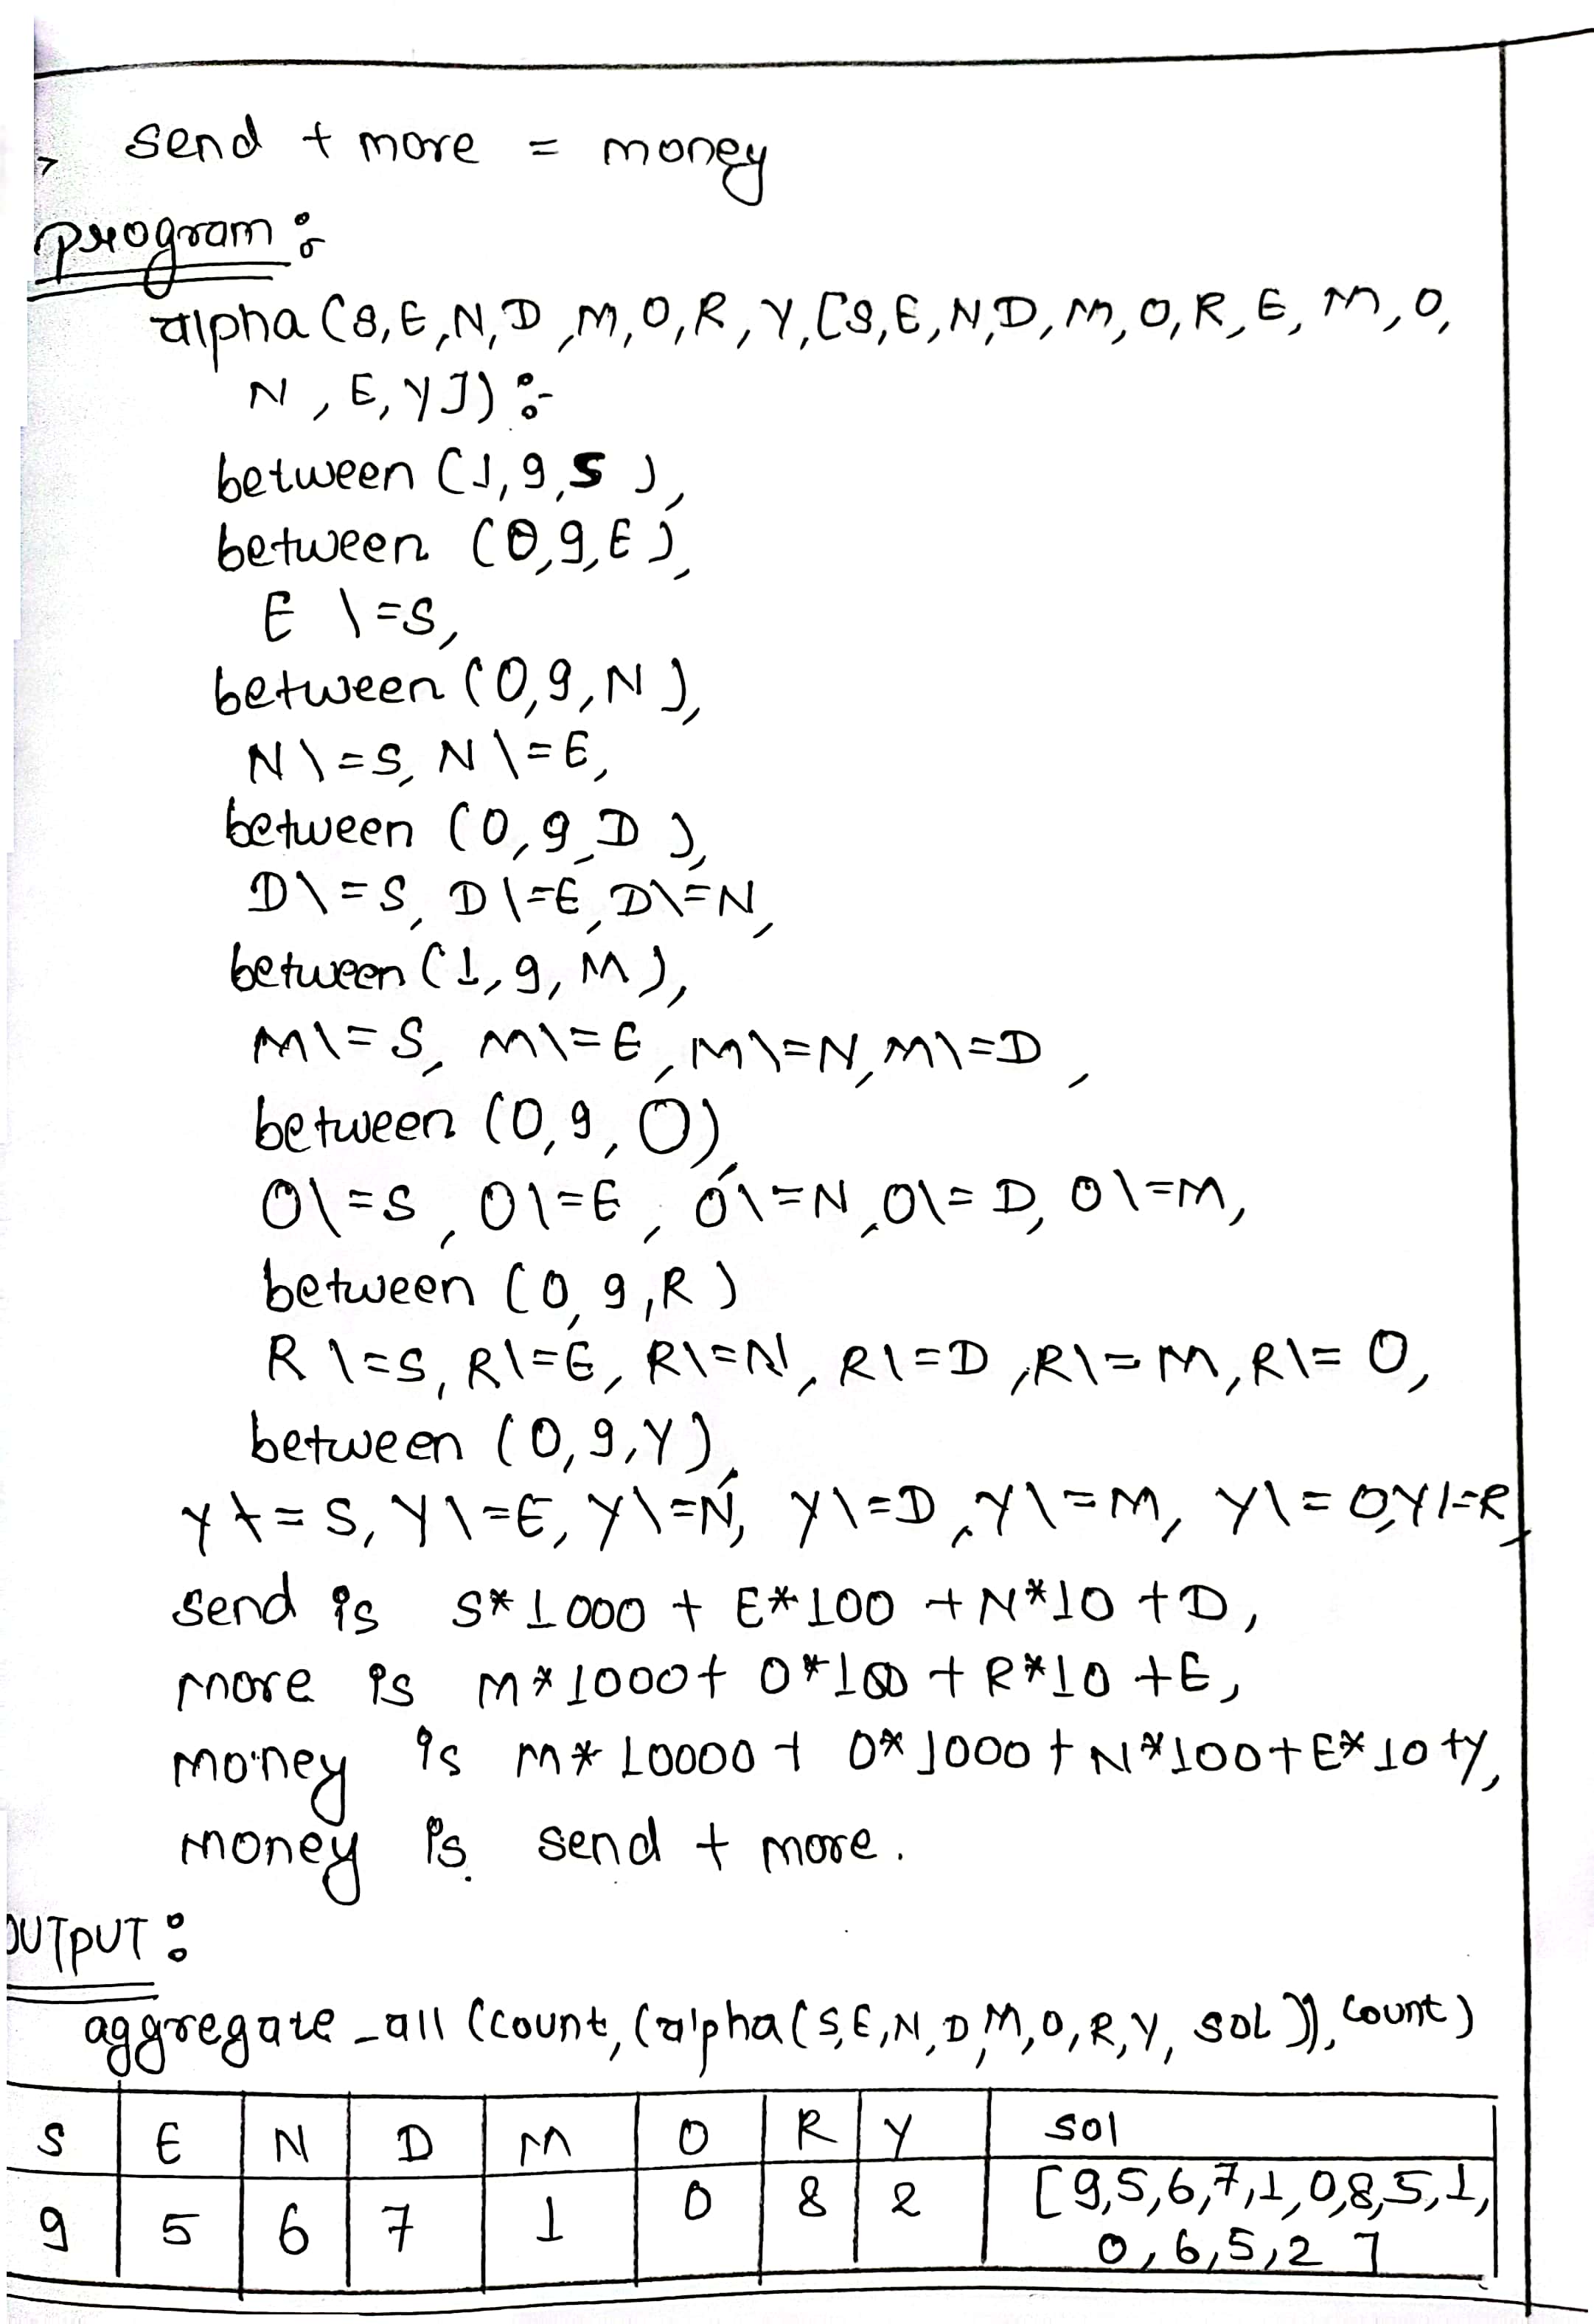 send + more = money
program :
alpha (S,E,N,D,M,O,R,Y,[S,E,N,D,M,O,R,E,M,O,
N,E,Y]) :-
between (1,9,S),
between (0,9,E),
E \=S,
between (0,9,N),
N\=S, N\=E,
between (0,9,D),
D\=S, D\=E, D\=N,
between (1,9,M),
M\=S, M\=E, M\=N, M\=D,
between (0,9,O),
O\=S, O\=E, O\=N, O\=D, O\=M,
between (0,9,R)
R \=S, R\=E, R\=N, R\=D, R\=M, R\=O,
between (0,9,Y),
Y\=S, Y\=E, Y\=N, Y\=D, Y\=M, Y\=O, Y\=R,
send is S*1000 + E*100 + N*10 + D,
more is M*1000 + O*100 + R*10 + E,
money is M*10000 + O*1000 + N*100 + E*10 +Y,
money is send + more.
OUTPUT :
aggregate_all (count, (alpha(S,E,N,D,M,O,R,Y, sol )), count)
S E N D M O R Y sol
9 5 6 7 1 0 8 2 [9,5,6,7,1,0,8,5,1,
0,6,5,2]